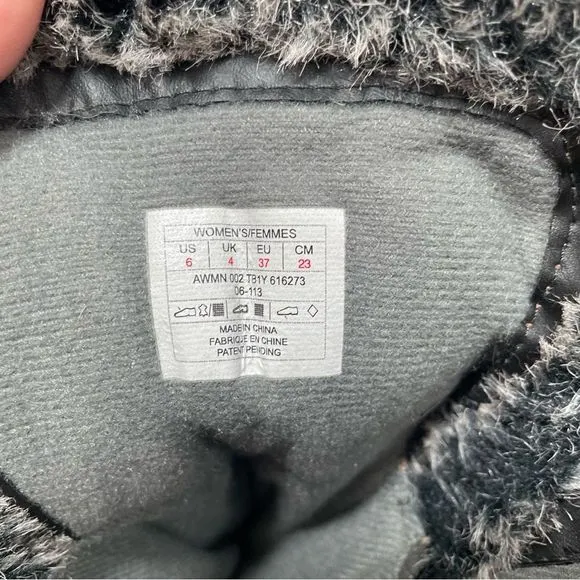 WOMEN'S/FEMMES
US UK EU CM
6 4 37 23
AWMN 002 TB1Y 616273
06-113
MADE IN CHINA
FABRIQUE EN CHINE
PATENT PENDING